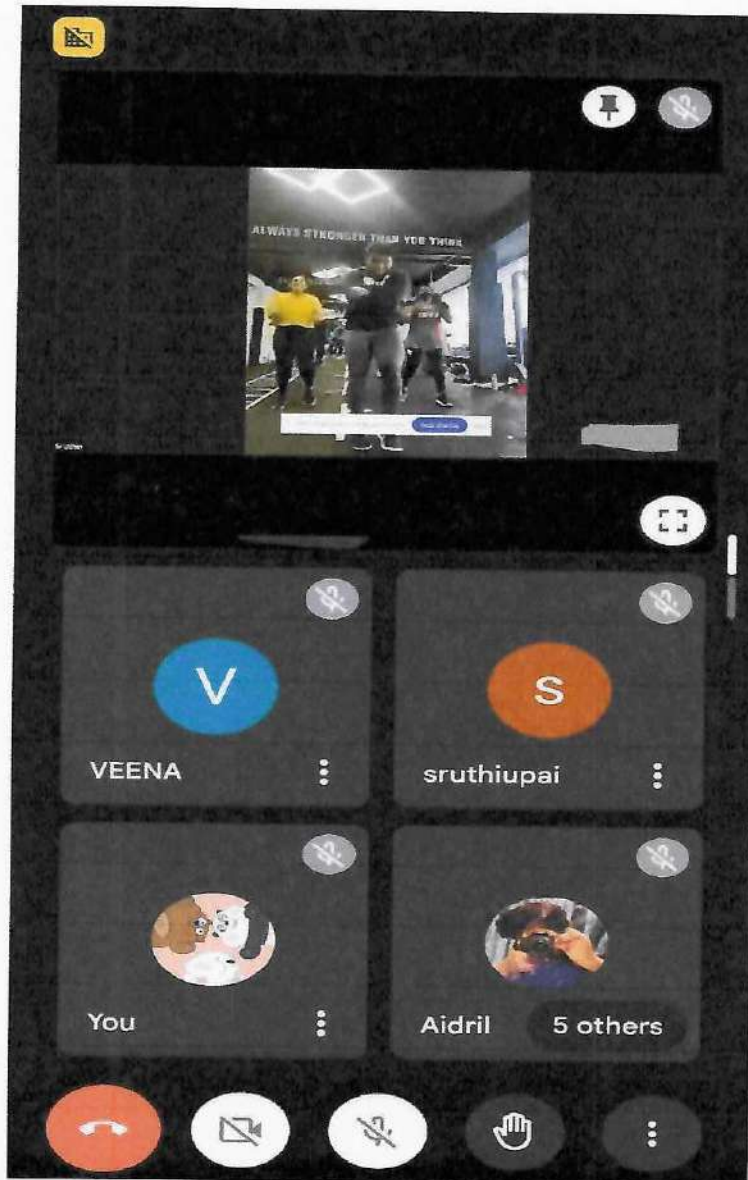 ALWAYS STRONGER THAN YOU THINK
V
S
VEENA
sruthiupai
You
Aidril
5 others